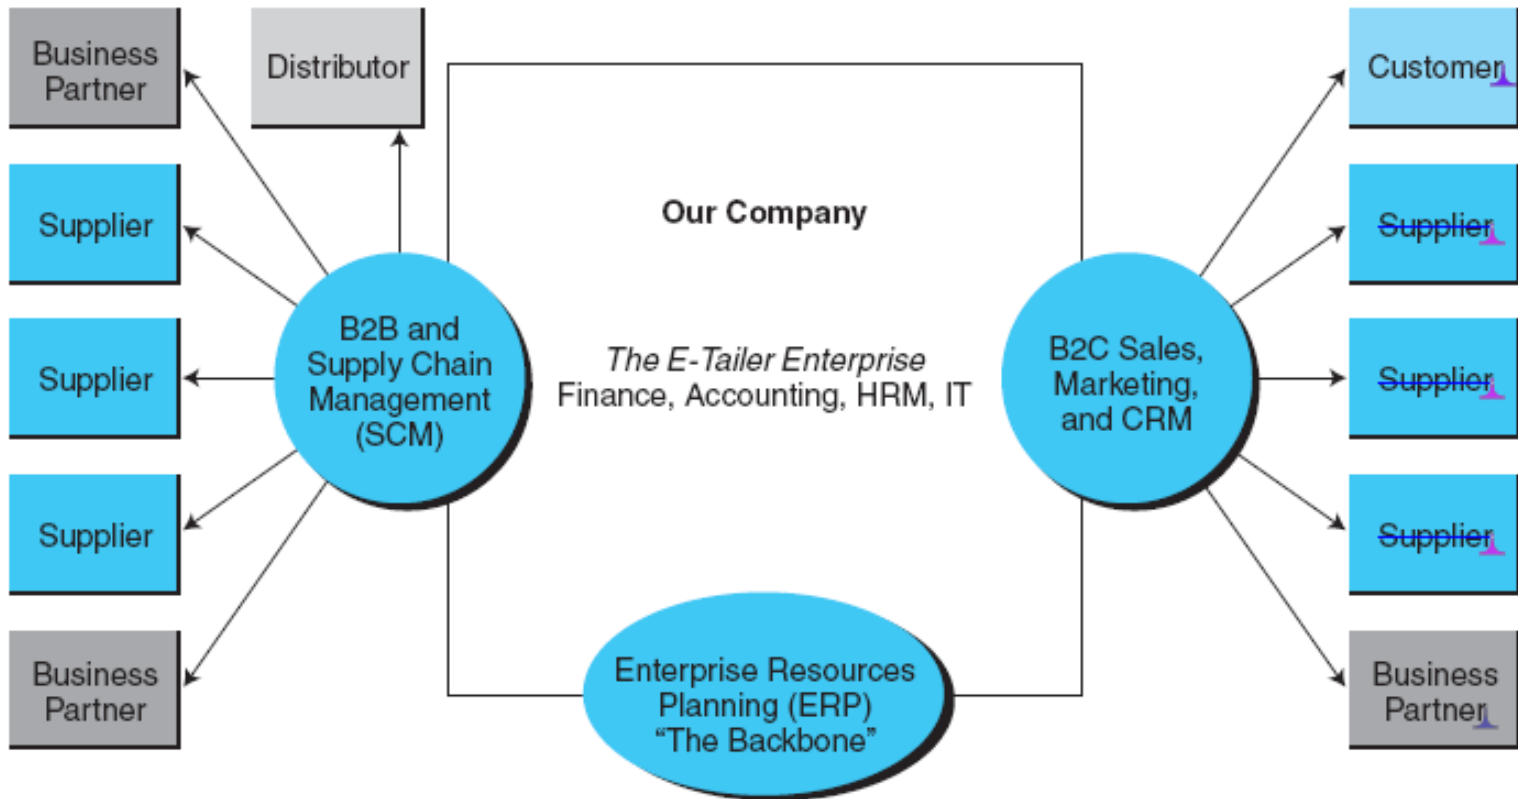 Business
Partner
Distributor
Customer
Supplier
Supplier
Our Company
B2B and
Supply Chain
Management
(SCM)
The E-Tailer Enterprise
Finance, Accounting, HRM, IT
B2C Sales,
Marketing,
and CRM
Supplier
Supplier
Supplier
Supplier
Business
Partner
Enterprise Resources
Planning (ERP)
“The Backbone”
Business
Partner